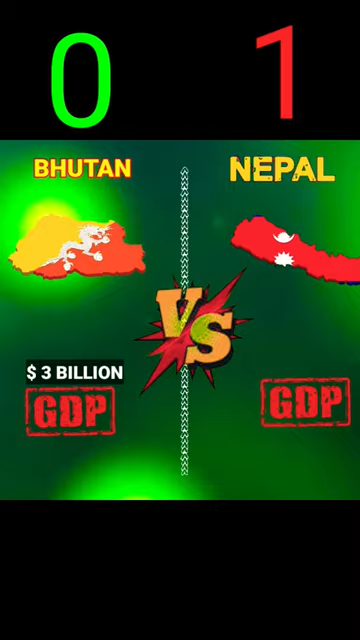 0
1
BHUTAN
NEPAL
VS
$ 3 BILLION
GDP
GDP